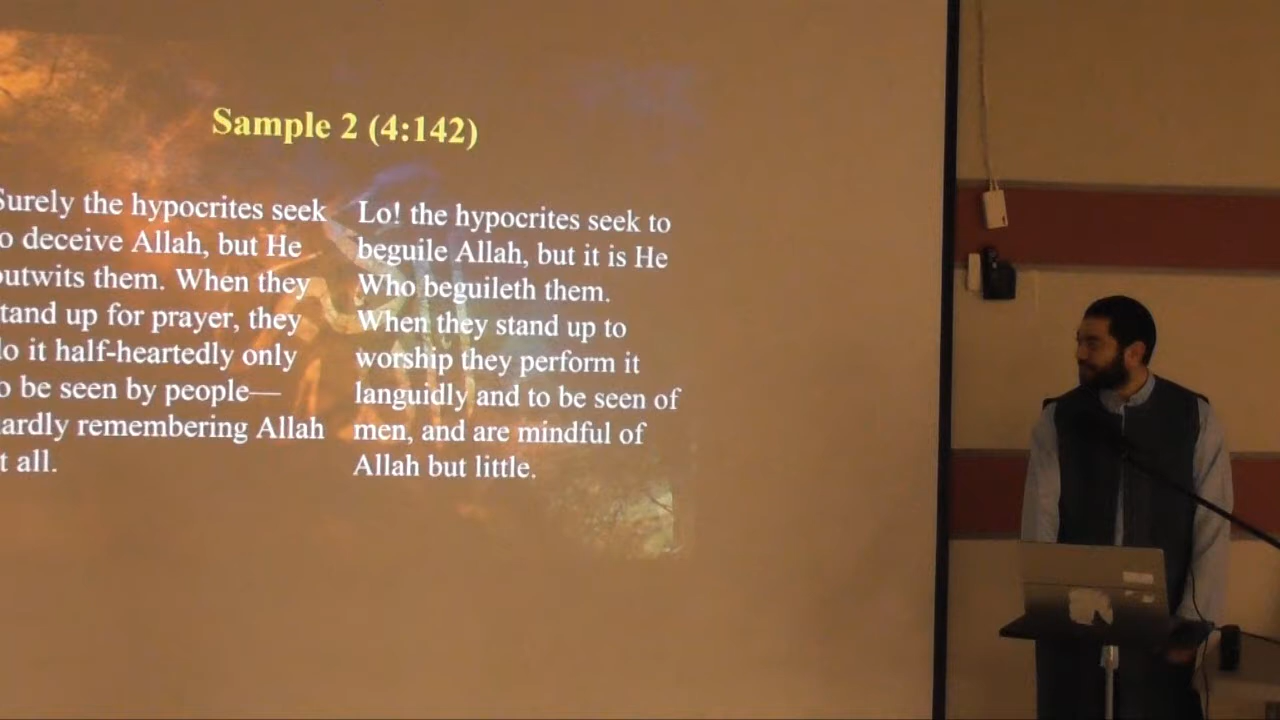 Sample 2 (4:142)
Surely the hypocrites seek
o deceive Allah, but He
outwits them. When they
tand up for prayer, they
do it half-heartedly only
o be seen by people—
ardly remembering Allah
t all.
Lo! the hypocrites seek to
beguile Allah, but it is He
Who beguileth them.
When they stand up to
worship they perform it
languidly and to be seen of
men, and are mindful of
Allah but little.